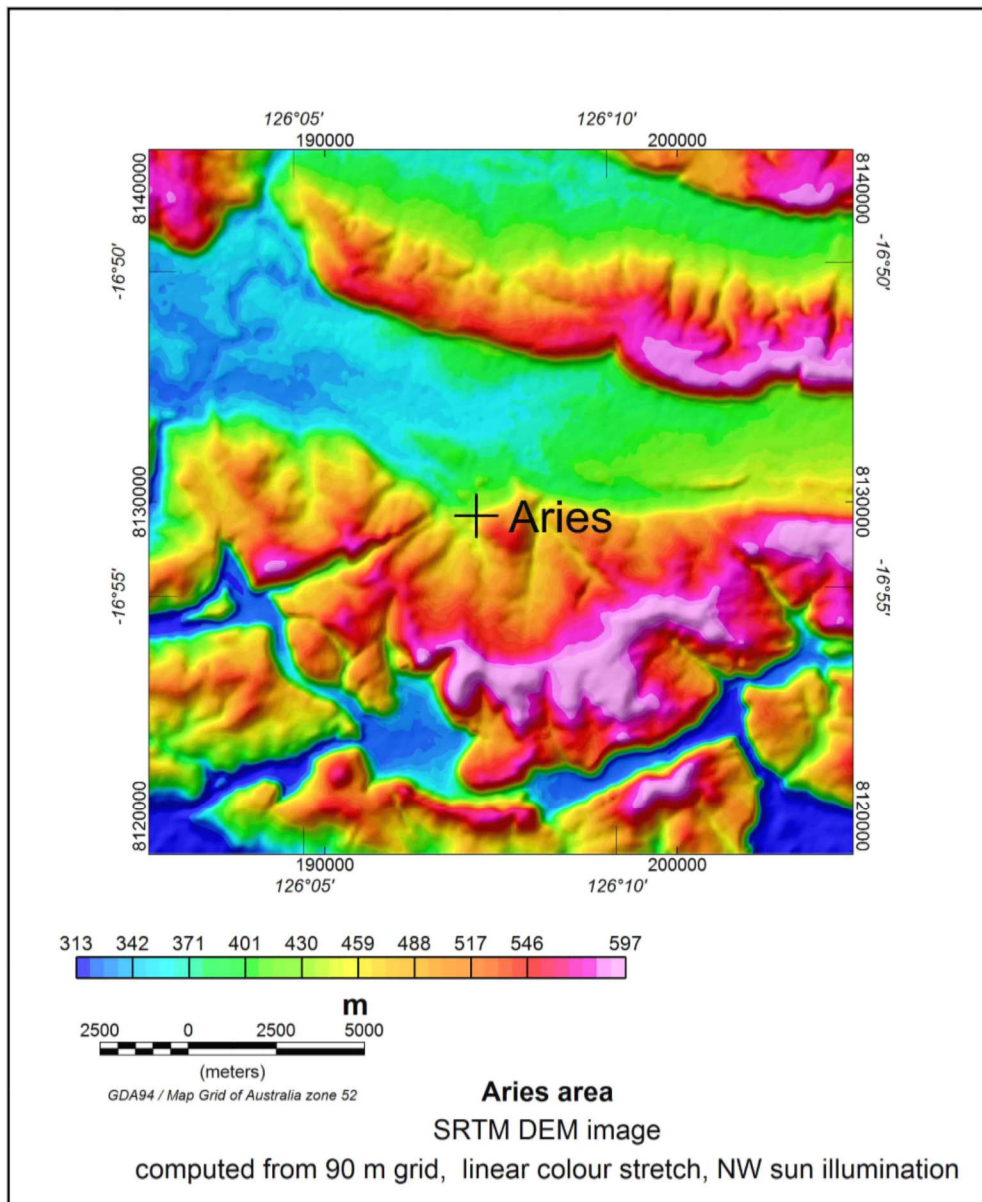 126°05' 126°10'
190000 200000
8140000 8140000
-16°50' -16°50'
8130000 Aries 8130000
-16°55' -16°55'
8120000 8120000
190000 200000
126°05' 126°10'
313 342 371 401 430 459 488 517 546 597
m
2500 0 2500 5000
(meters)
GDA94 / Map Grid of Australia zone 52
Aries area
SRTM DEM image
computed from 90 m grid, linear colour stretch, NW sun illumination